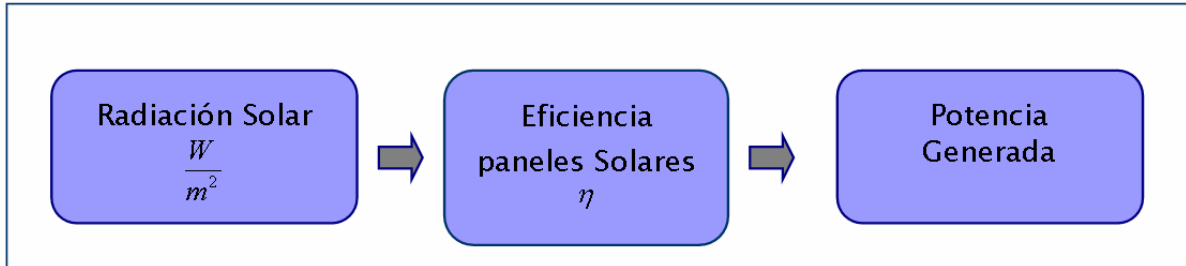 Radiación Solar
W
m²
Eficiencia
paneles Solares
η
Potencia
Generada